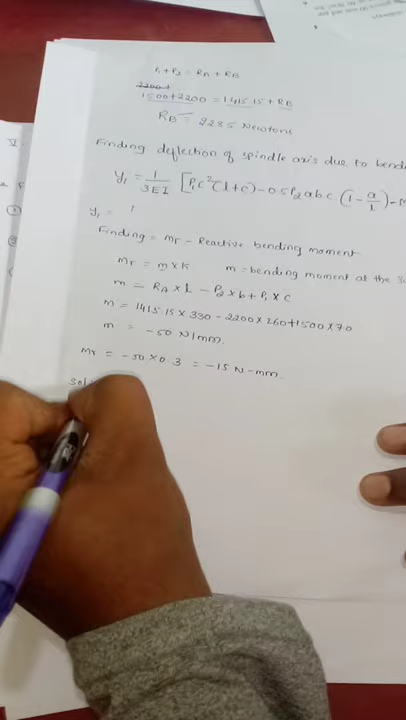 P₁ + P₂ = RA + RB
2200+
1500+2200 = 1415.15 + RB
RB = 2285 Newtons
Finding deflection of spindle axis due to bend
y₁ = 1/3EI [P₁c²(l+c) - 0.5P₂abc (1 - a/l) - M
y₁ =
Finding = Mr - Reactive bending moment
Mr = m x k m = bending moment at the
m = RA x L - P₂ x b + P₁ x c
m = 1415.15 x 330 - 2200 x 260 + 1500 x 70
m = -50 N/mm.
Mr = -50 x 0.3 = -15 N-mm.